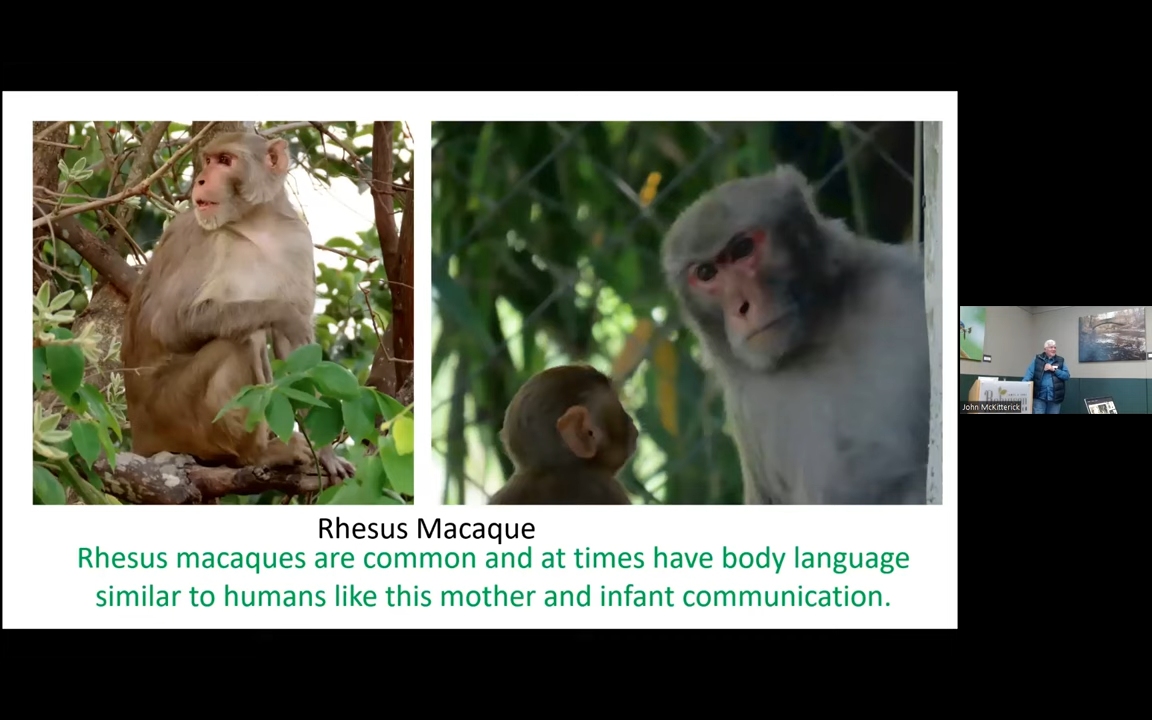 Rhesus Macaque
Rhesus macaques are common and at times have body language
similar to humans like this mother and infant communication.
John McKitterick